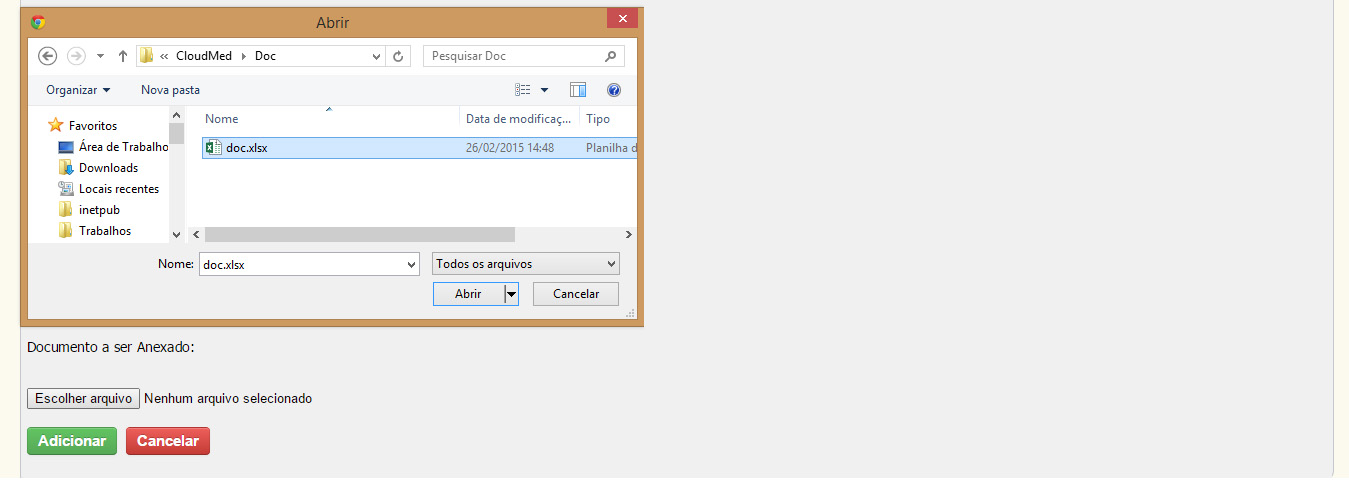 Abrir
« CloudMed Doc Pesquisar Doc
Organizar Nova pasta
Nome Data de modificaç... Tipo
Favoritos
doc.xlsx 26/02/2015 14:48 Planilha d
Área de Trabalho
Downloads
Locais recentes
inetpub
Trabalhos
Nome: doc.xlsx Todos os arquivos
Abrir Cancelar
Documento a ser Anexado:
Escolher arquivo Nenhum arquivo selecionado
Adicionar Cancelar